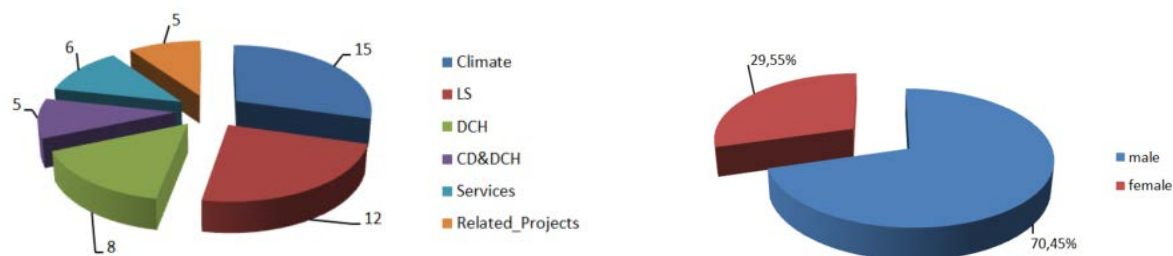 5
6
15
5
8
12
Climate
LS
DCH
CD&DCH
Services
Related_Projects
29,55%
70,45%
male
female